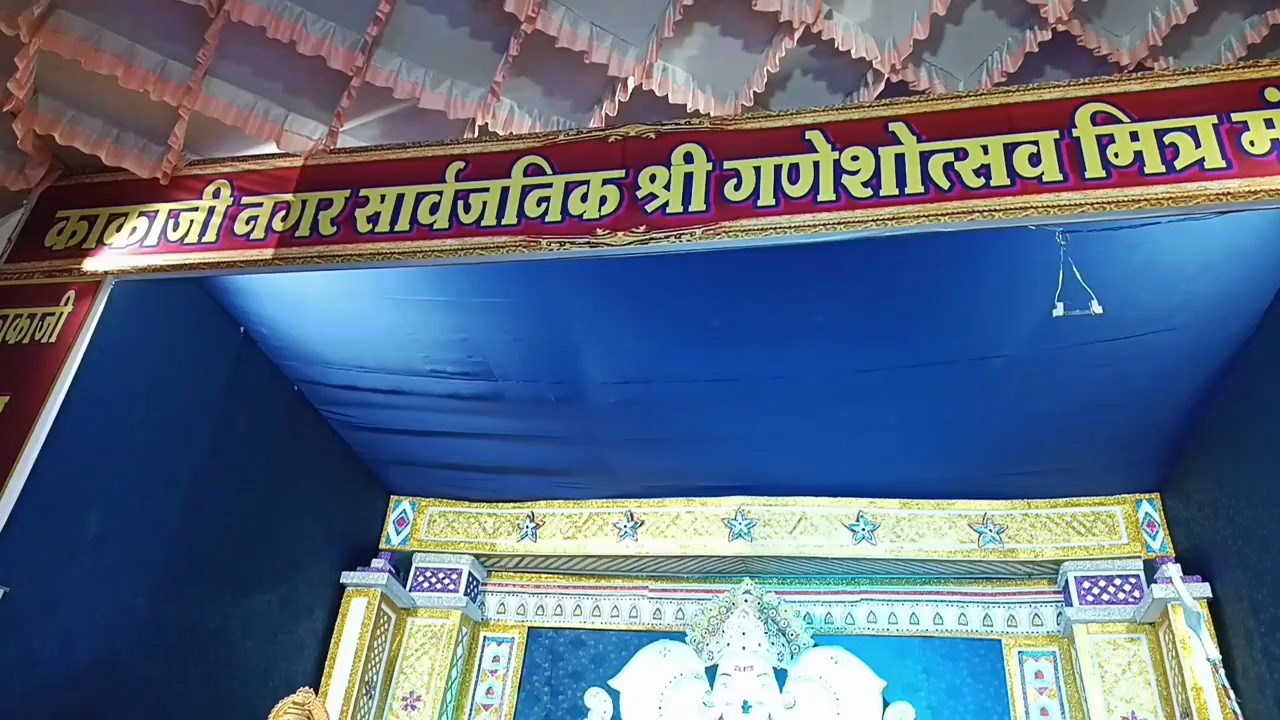 काकाजी नगर सार्वजनिक श्री गणेशोत्सव मित्र मं
काकाजी